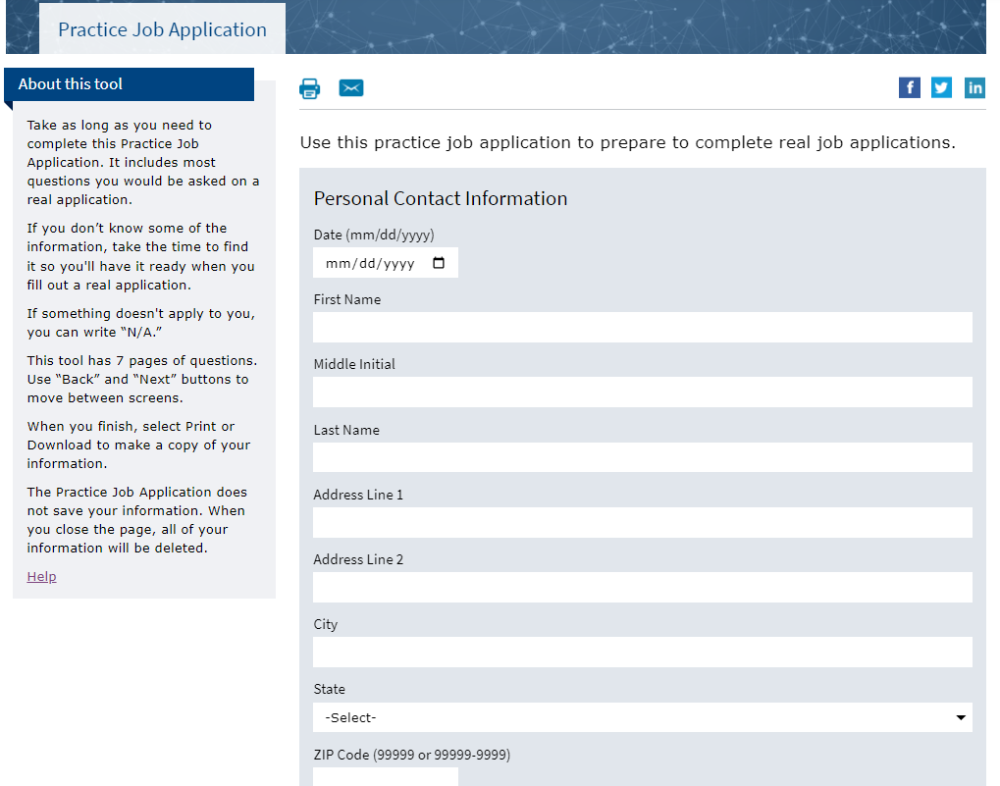 Practice Job Application
About this tool
Take as long as you need to
complete this Practice Job
Application. It includes most
questions you would be asked on a
real application.
If you don’t know some of the
information, take the time to find
it so you'll have it ready when you
fill out a real application.
If something doesn't apply to you,
you can write “N/A.”
This tool has 7 pages of questions.
Use “Back” and “Next” buttons to
move between screens.
When you finish, select Print or
Download to make a copy of your
information.
The Practice Job Application does
not save your information. When
you close the page, all of your
information will be deleted.
Help
f
in
Use this practice job application to prepare to complete real job applications.
Personal Contact Information
Date (mm/dd/yyyy)
mm/dd/yyyy
First Name
Middle Initial
Last Name
Address Line 1
Address Line 2
City
State
-Select-
ZIP Code (99999 or 99999-9999)